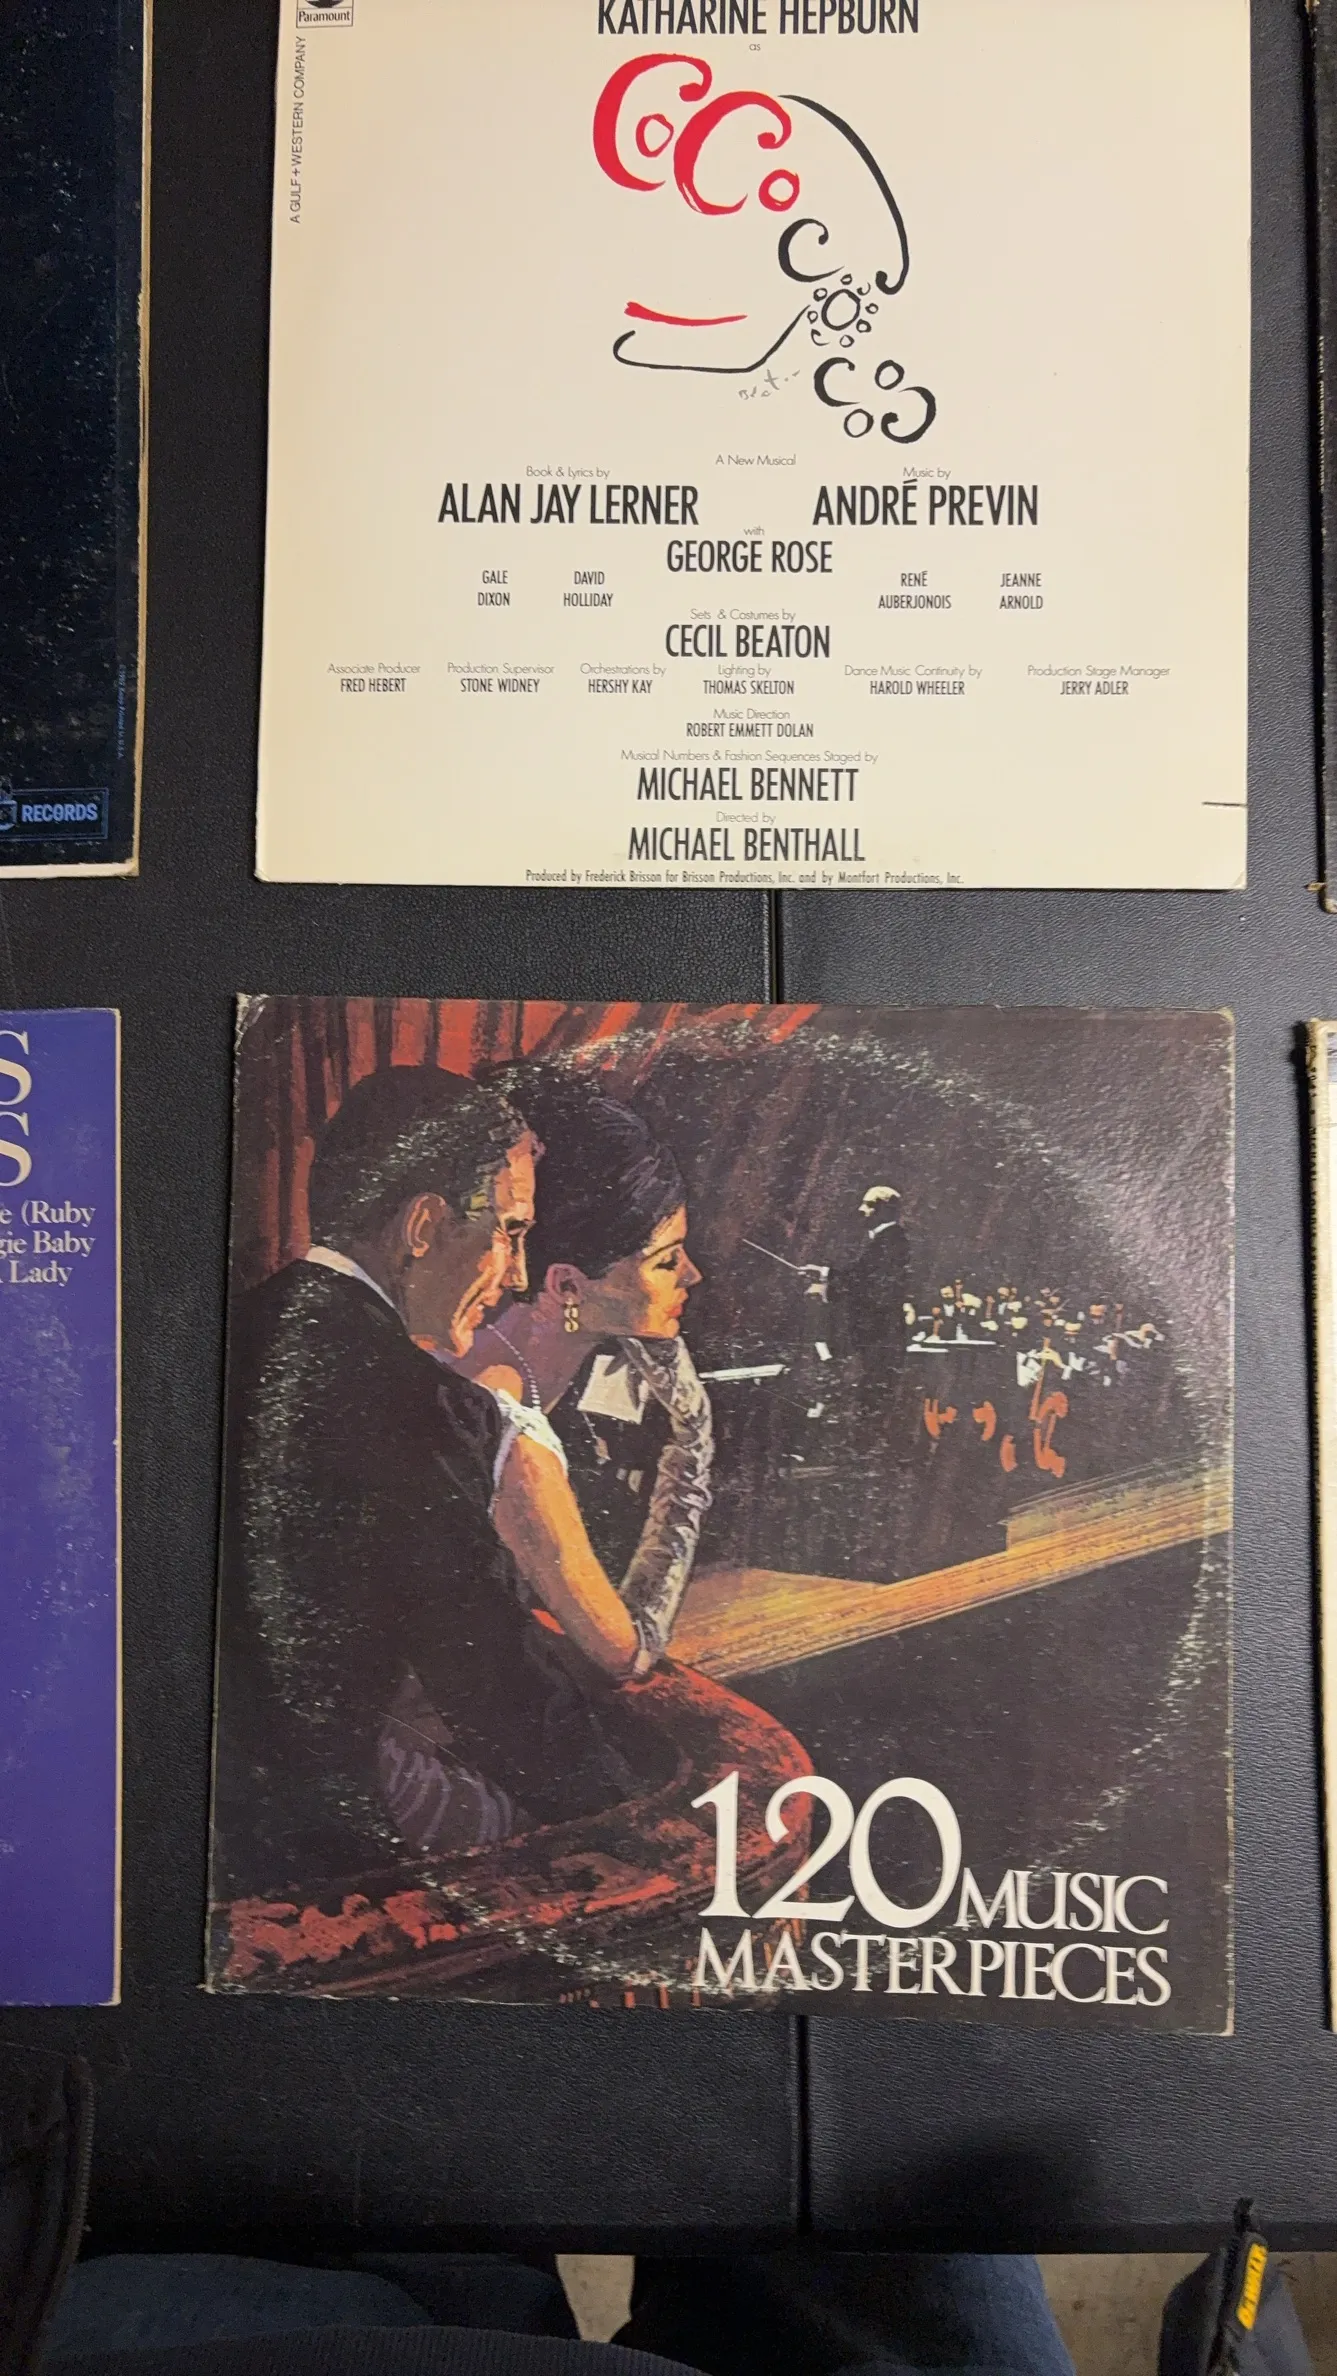 Paramount
A GULF + WESTERN COMPANY
KATHARINE HEPBURN
as
CoCo
A New Musical
Book & Lyrics by
ALAN JAY LERNER
Music by
ANDRÉ PREVIN
with
GEORGE ROSE
GALE DIXON
DAVID HOLLIDAY
RENÉ AUBERJONOIS
JEANNE ARNOLD
Sets & Costumes by
CECIL BEATON
Associate Producer
FRED HEBERT
Production Supervisor
STONE WIDNEY
Orchestrations by
HERSHY KAY
Lighting by
THOMAS SKELTON
Dance Music Continuity by
HAROLD WHEELER
Production Stage Manager
JERRY ADLER
Music Direction
ROBERT EMMETT DOLAN
Musical Numbers & Fashion Sequences Staged by
MICHAEL BENNETT
Directed by
MICHAEL BENTHALL
Produced by Frederick Brisson for Brisson Productions, Inc. and by Montfort Productions, Inc.
RECORDS
S
S
e (Ruby
gie Baby
Lady
120 MUSIC
MASTERPIECES